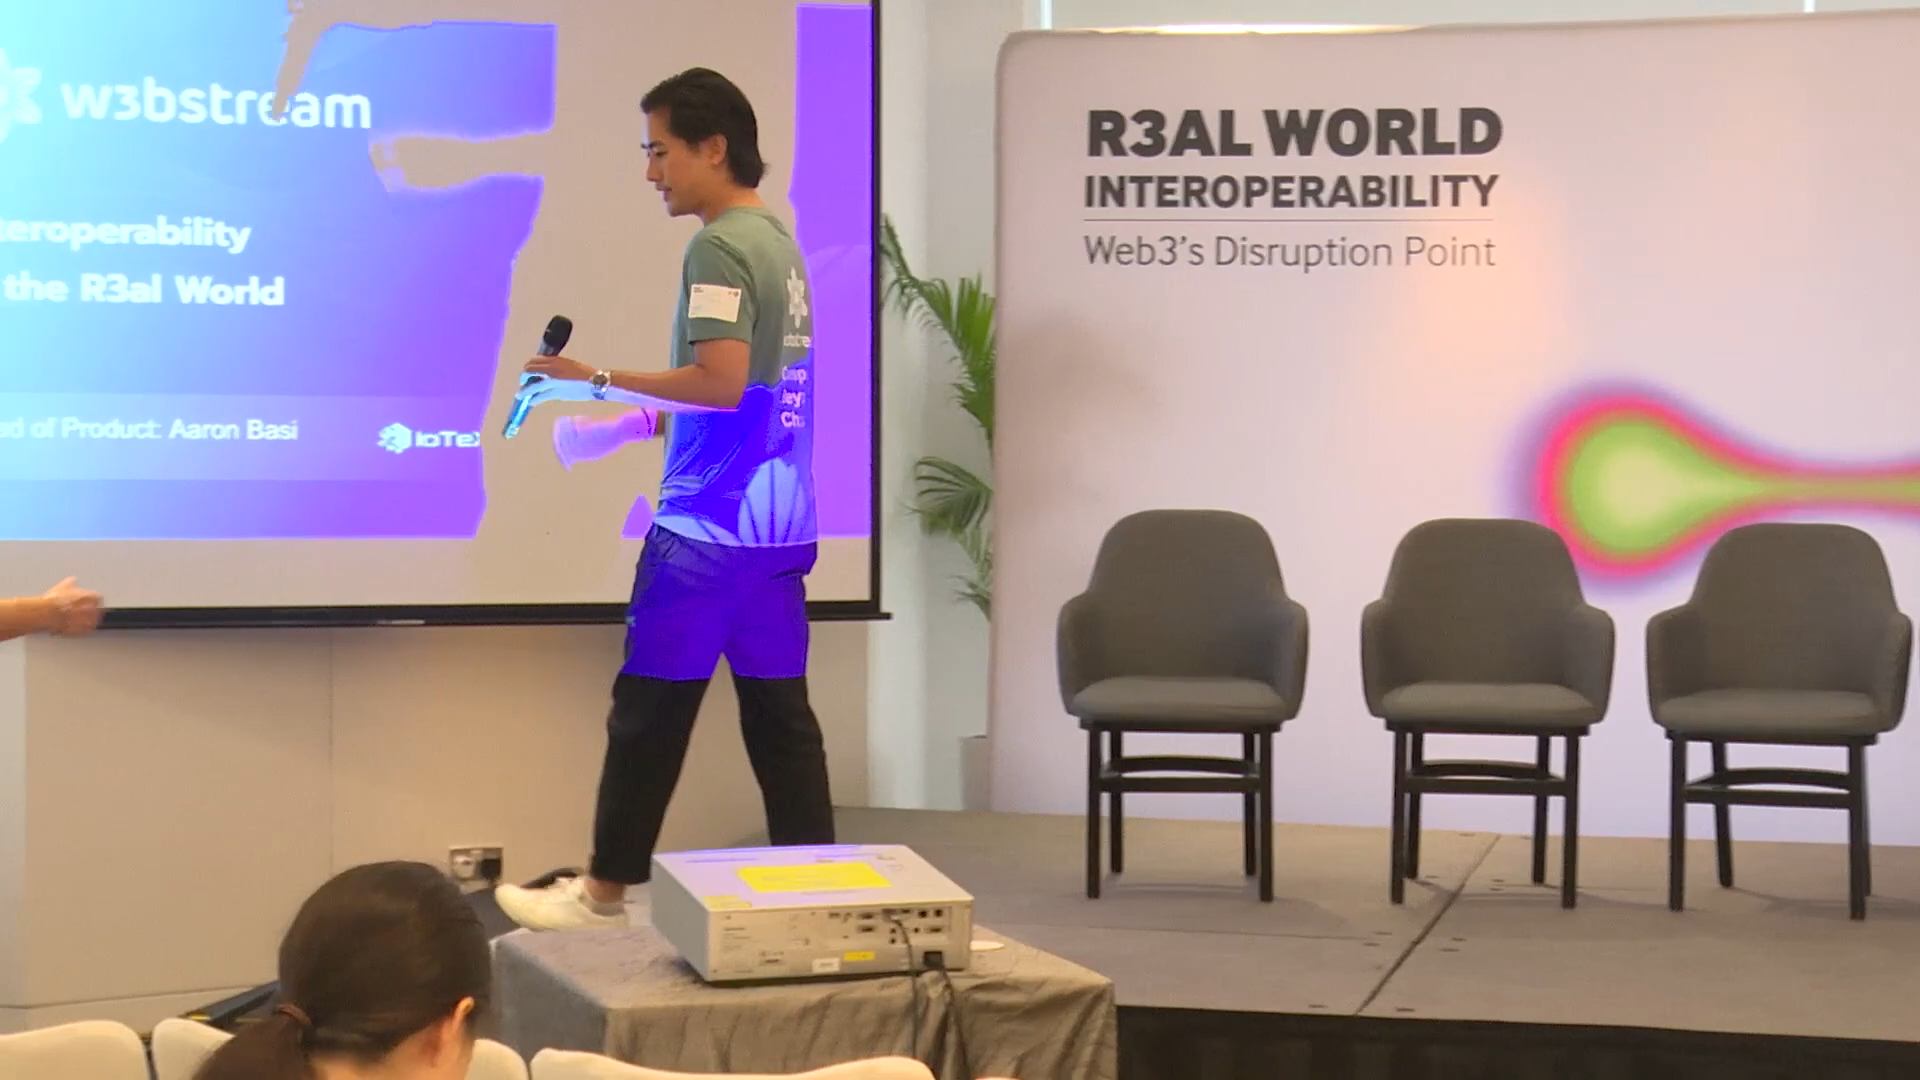 w3bstream
teroperability
the R3al World
ad of Product: Aaron Basi
IoTeX
R3AL WORLD
INTEROPERABILITY
Web3's Disruption Point